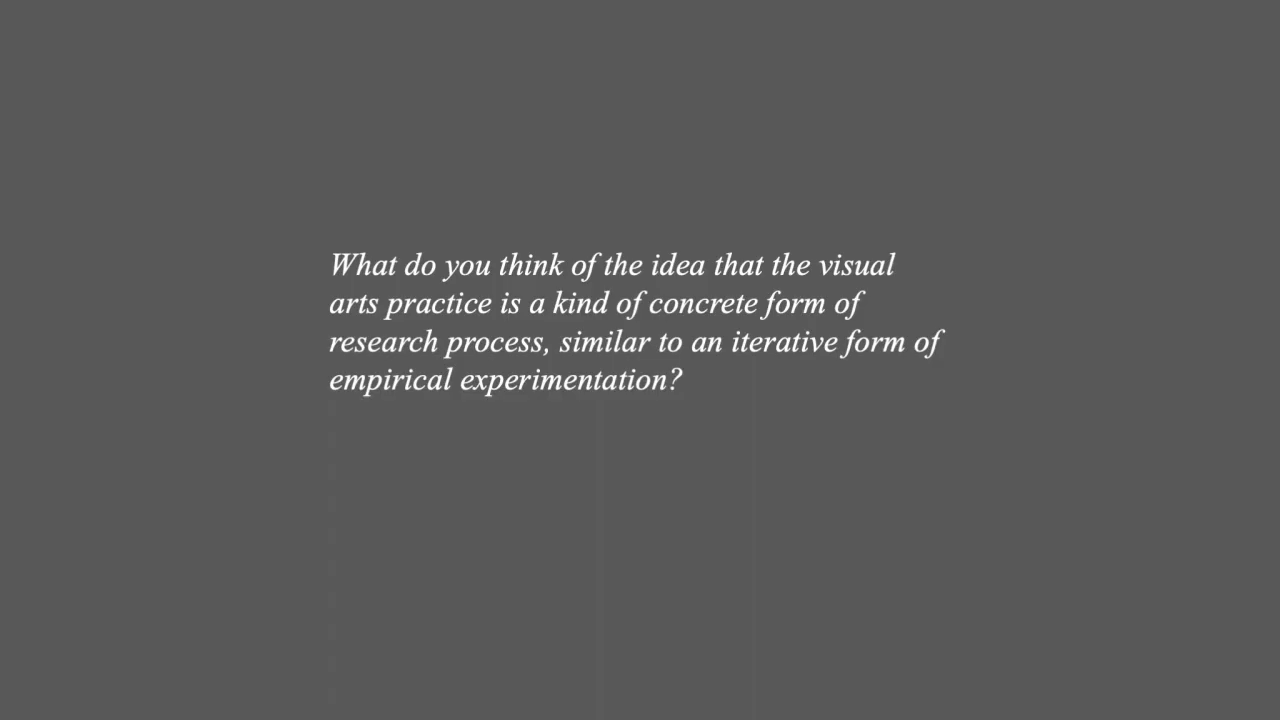 What do you think of the idea that the visual
arts practice is a kind of concrete form of
research process, similar to an iterative form of
empirical experimentation?